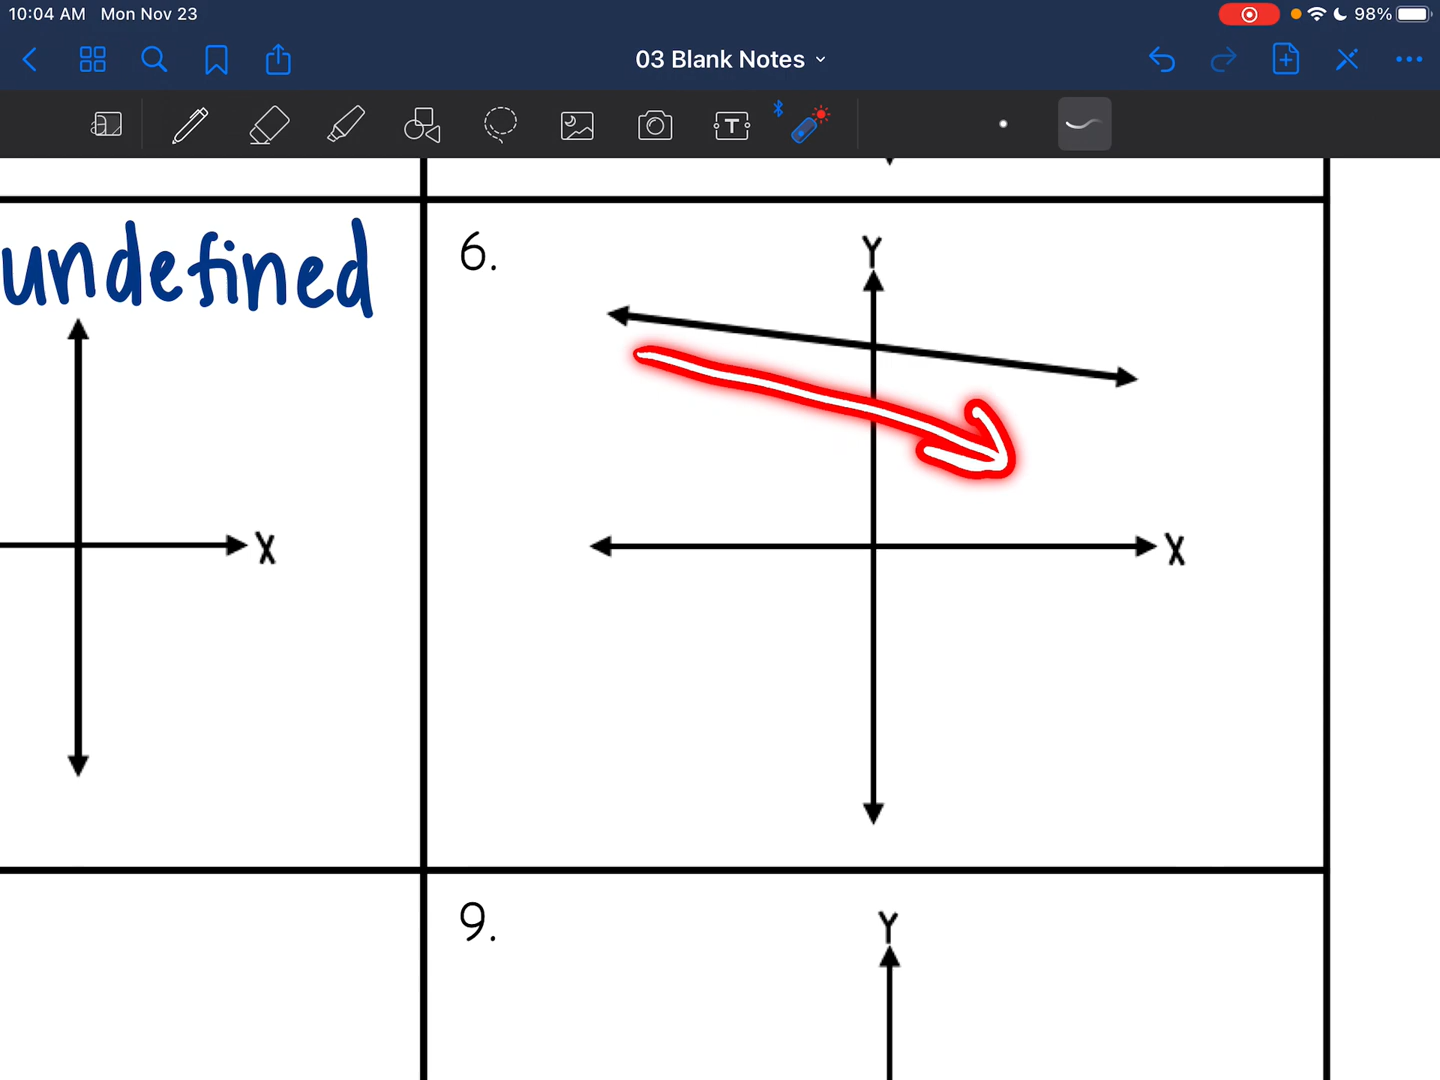 10:04 AM Mon Nov 23
98%
03 Blank Notes
T
undefined
6.
Y
X
X
9.
Y